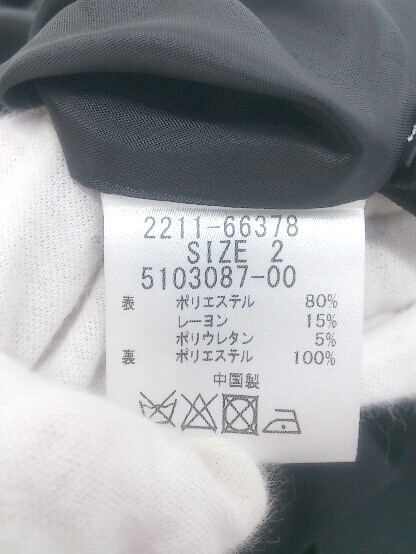 2211-66378
SIZE 2
5103087-00
表 ポリエステル 80%
レーヨン 15%
ポリウレタン 5%
裏 ポリエステル 100%
中国製